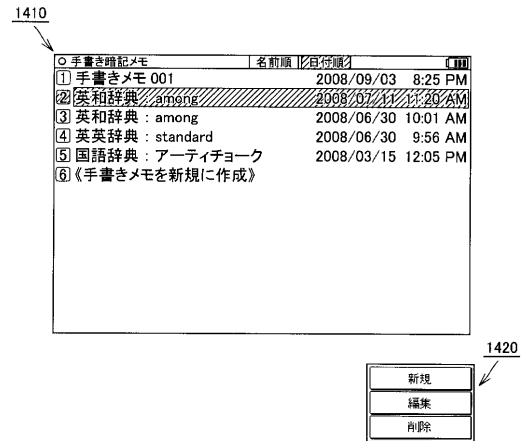 1410
○ 手書き暗記メモ 名前順 日付順
1 手書きメモ 001 2008/09/03 8:25 PM
2 英和辞典：among 2008/07/11 11:20 AM
3 英和辞典：among 2008/06/30 10:01 AM
4 英英辞典：standard 2008/06/30 9:56 AM
5 国語辞典：アーティチョーク 2008/03/15 12:05 PM
6 《手書きメモを新規に作成》
1420
新規
編集
削除